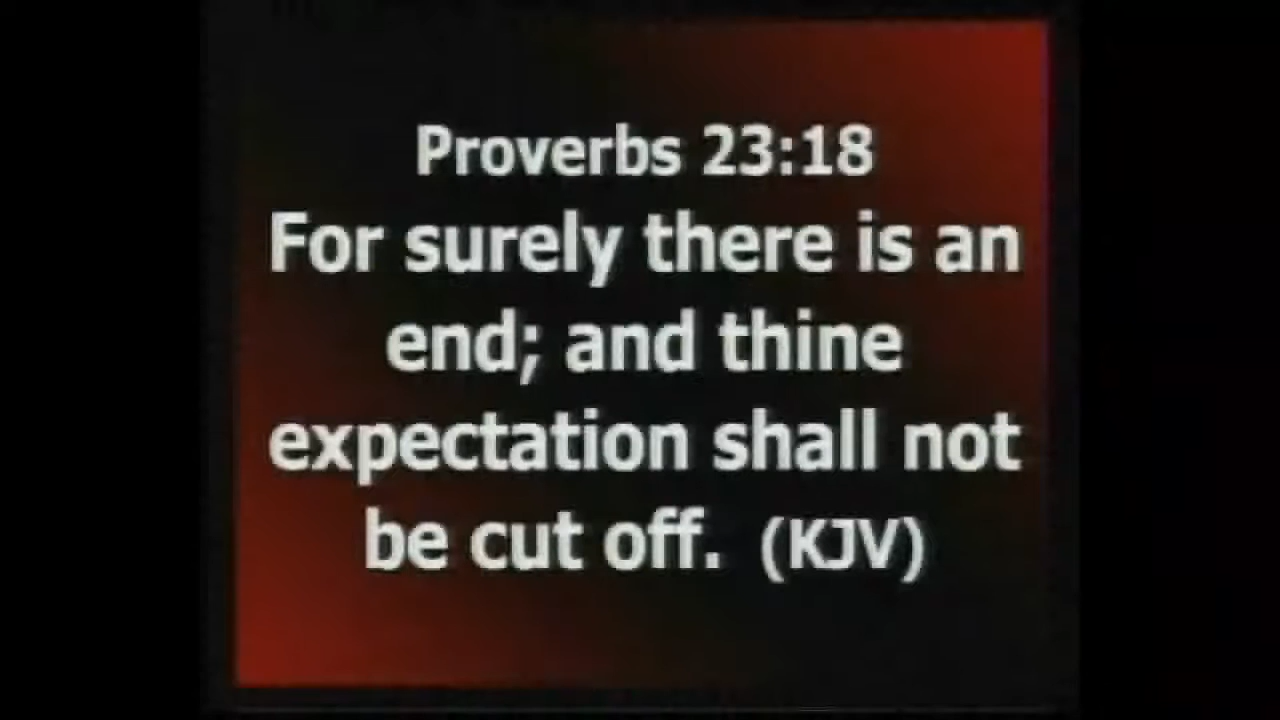 Proverbs 23:18
For surely there is an
end; and thine
expectation shall not
be cut off. (KJV)